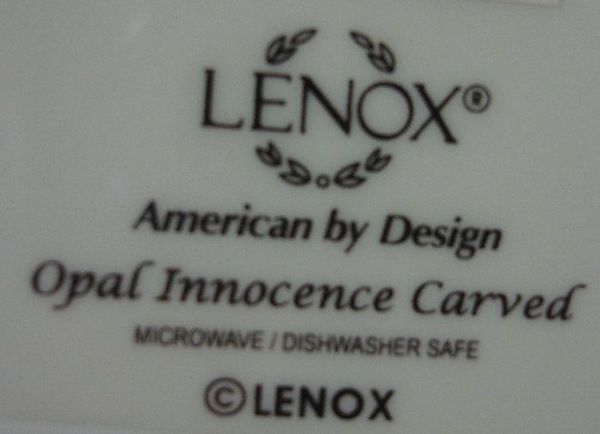 LENOX®
American by Design
Opal Innocence Carved
MICROWAVE / DISHWASHER SAFE
©LENOX